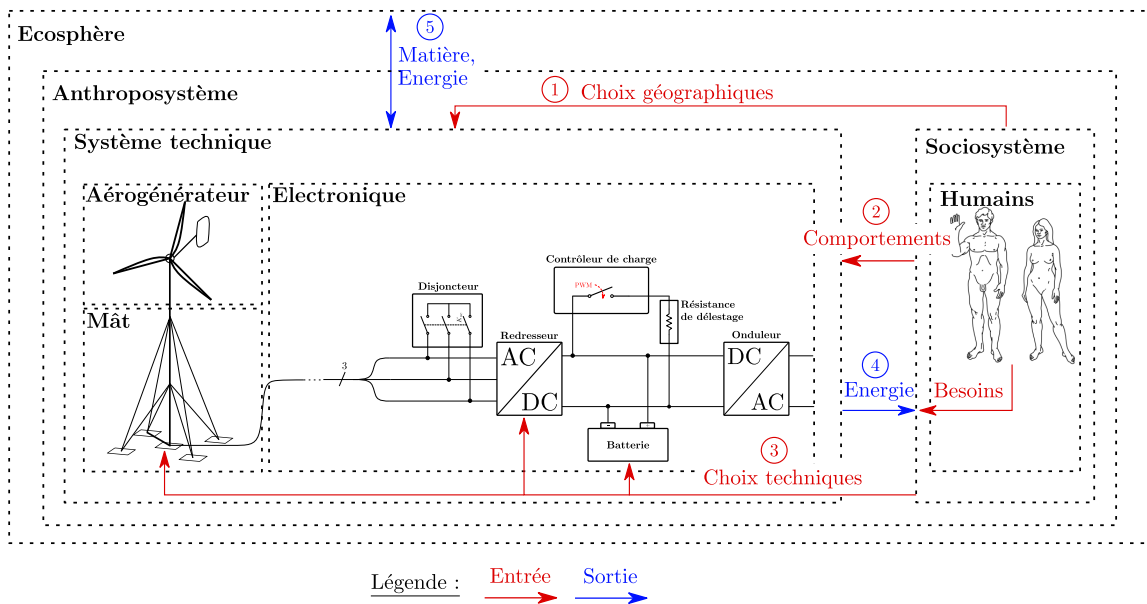 Ecosphère
5
Matière,
Energie
Anthroposystème
1 Choix géographiques
Système technique
Sociosystème
Aérogénérateur
Electronique
Humains
2
Comportements
Mât
Contrôleur de charge
PWM
Disjoncteur
Résistance
de délestage
Redresseur
Onduleur
3
AC
DC
DC
AC
4
Energie
Besoins
Batterie
3
Choix techniques
Légende :
Entrée
Sortie